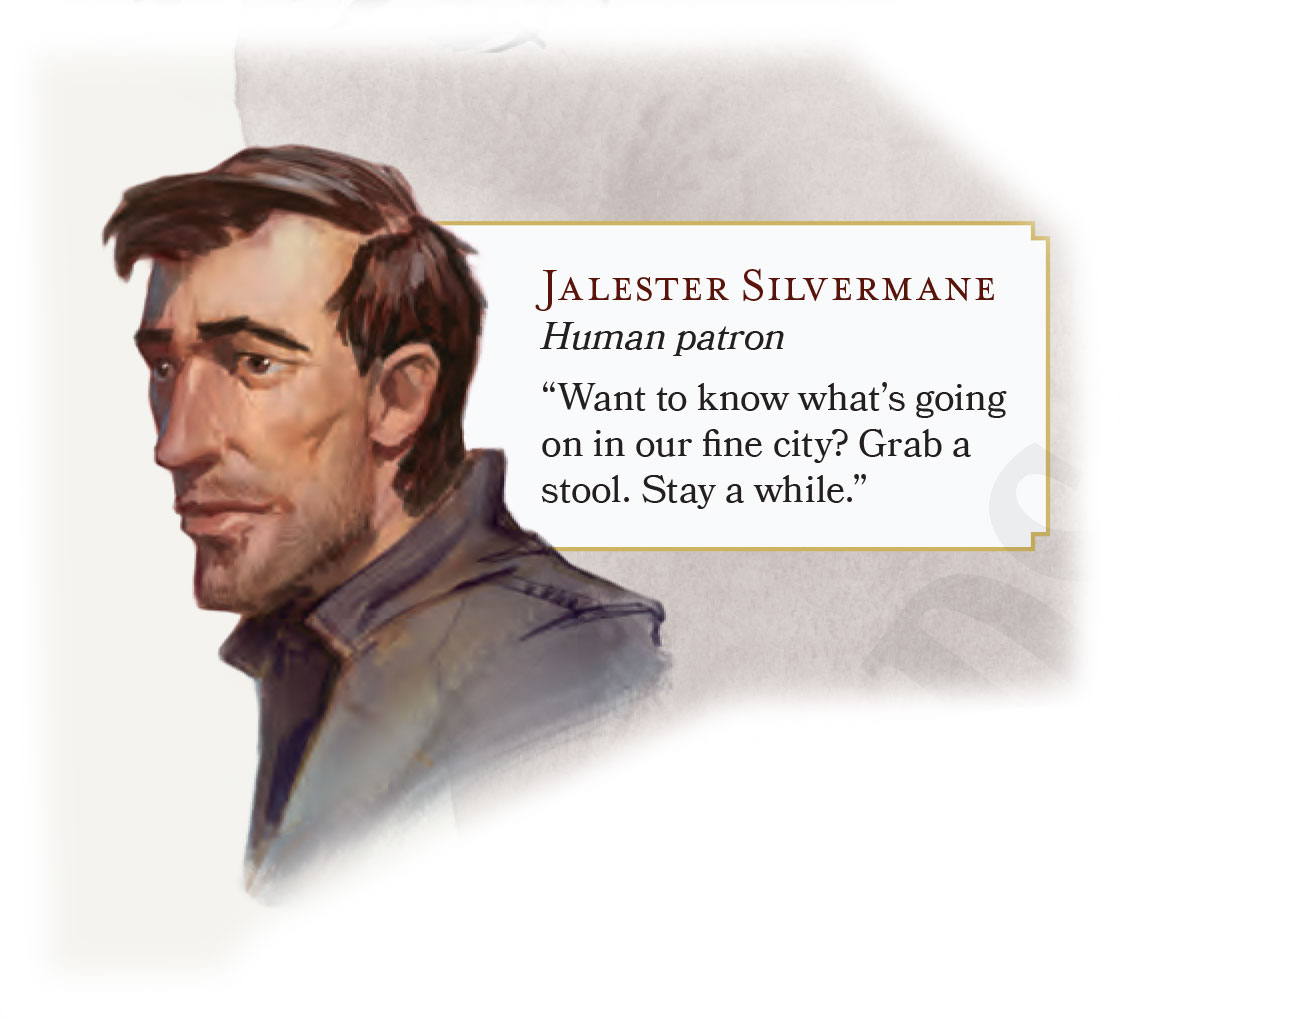 Jalester Silvermane
Human patron
“Want to know what’s going
on in our fine city? Grab a
stool. Stay a while.”